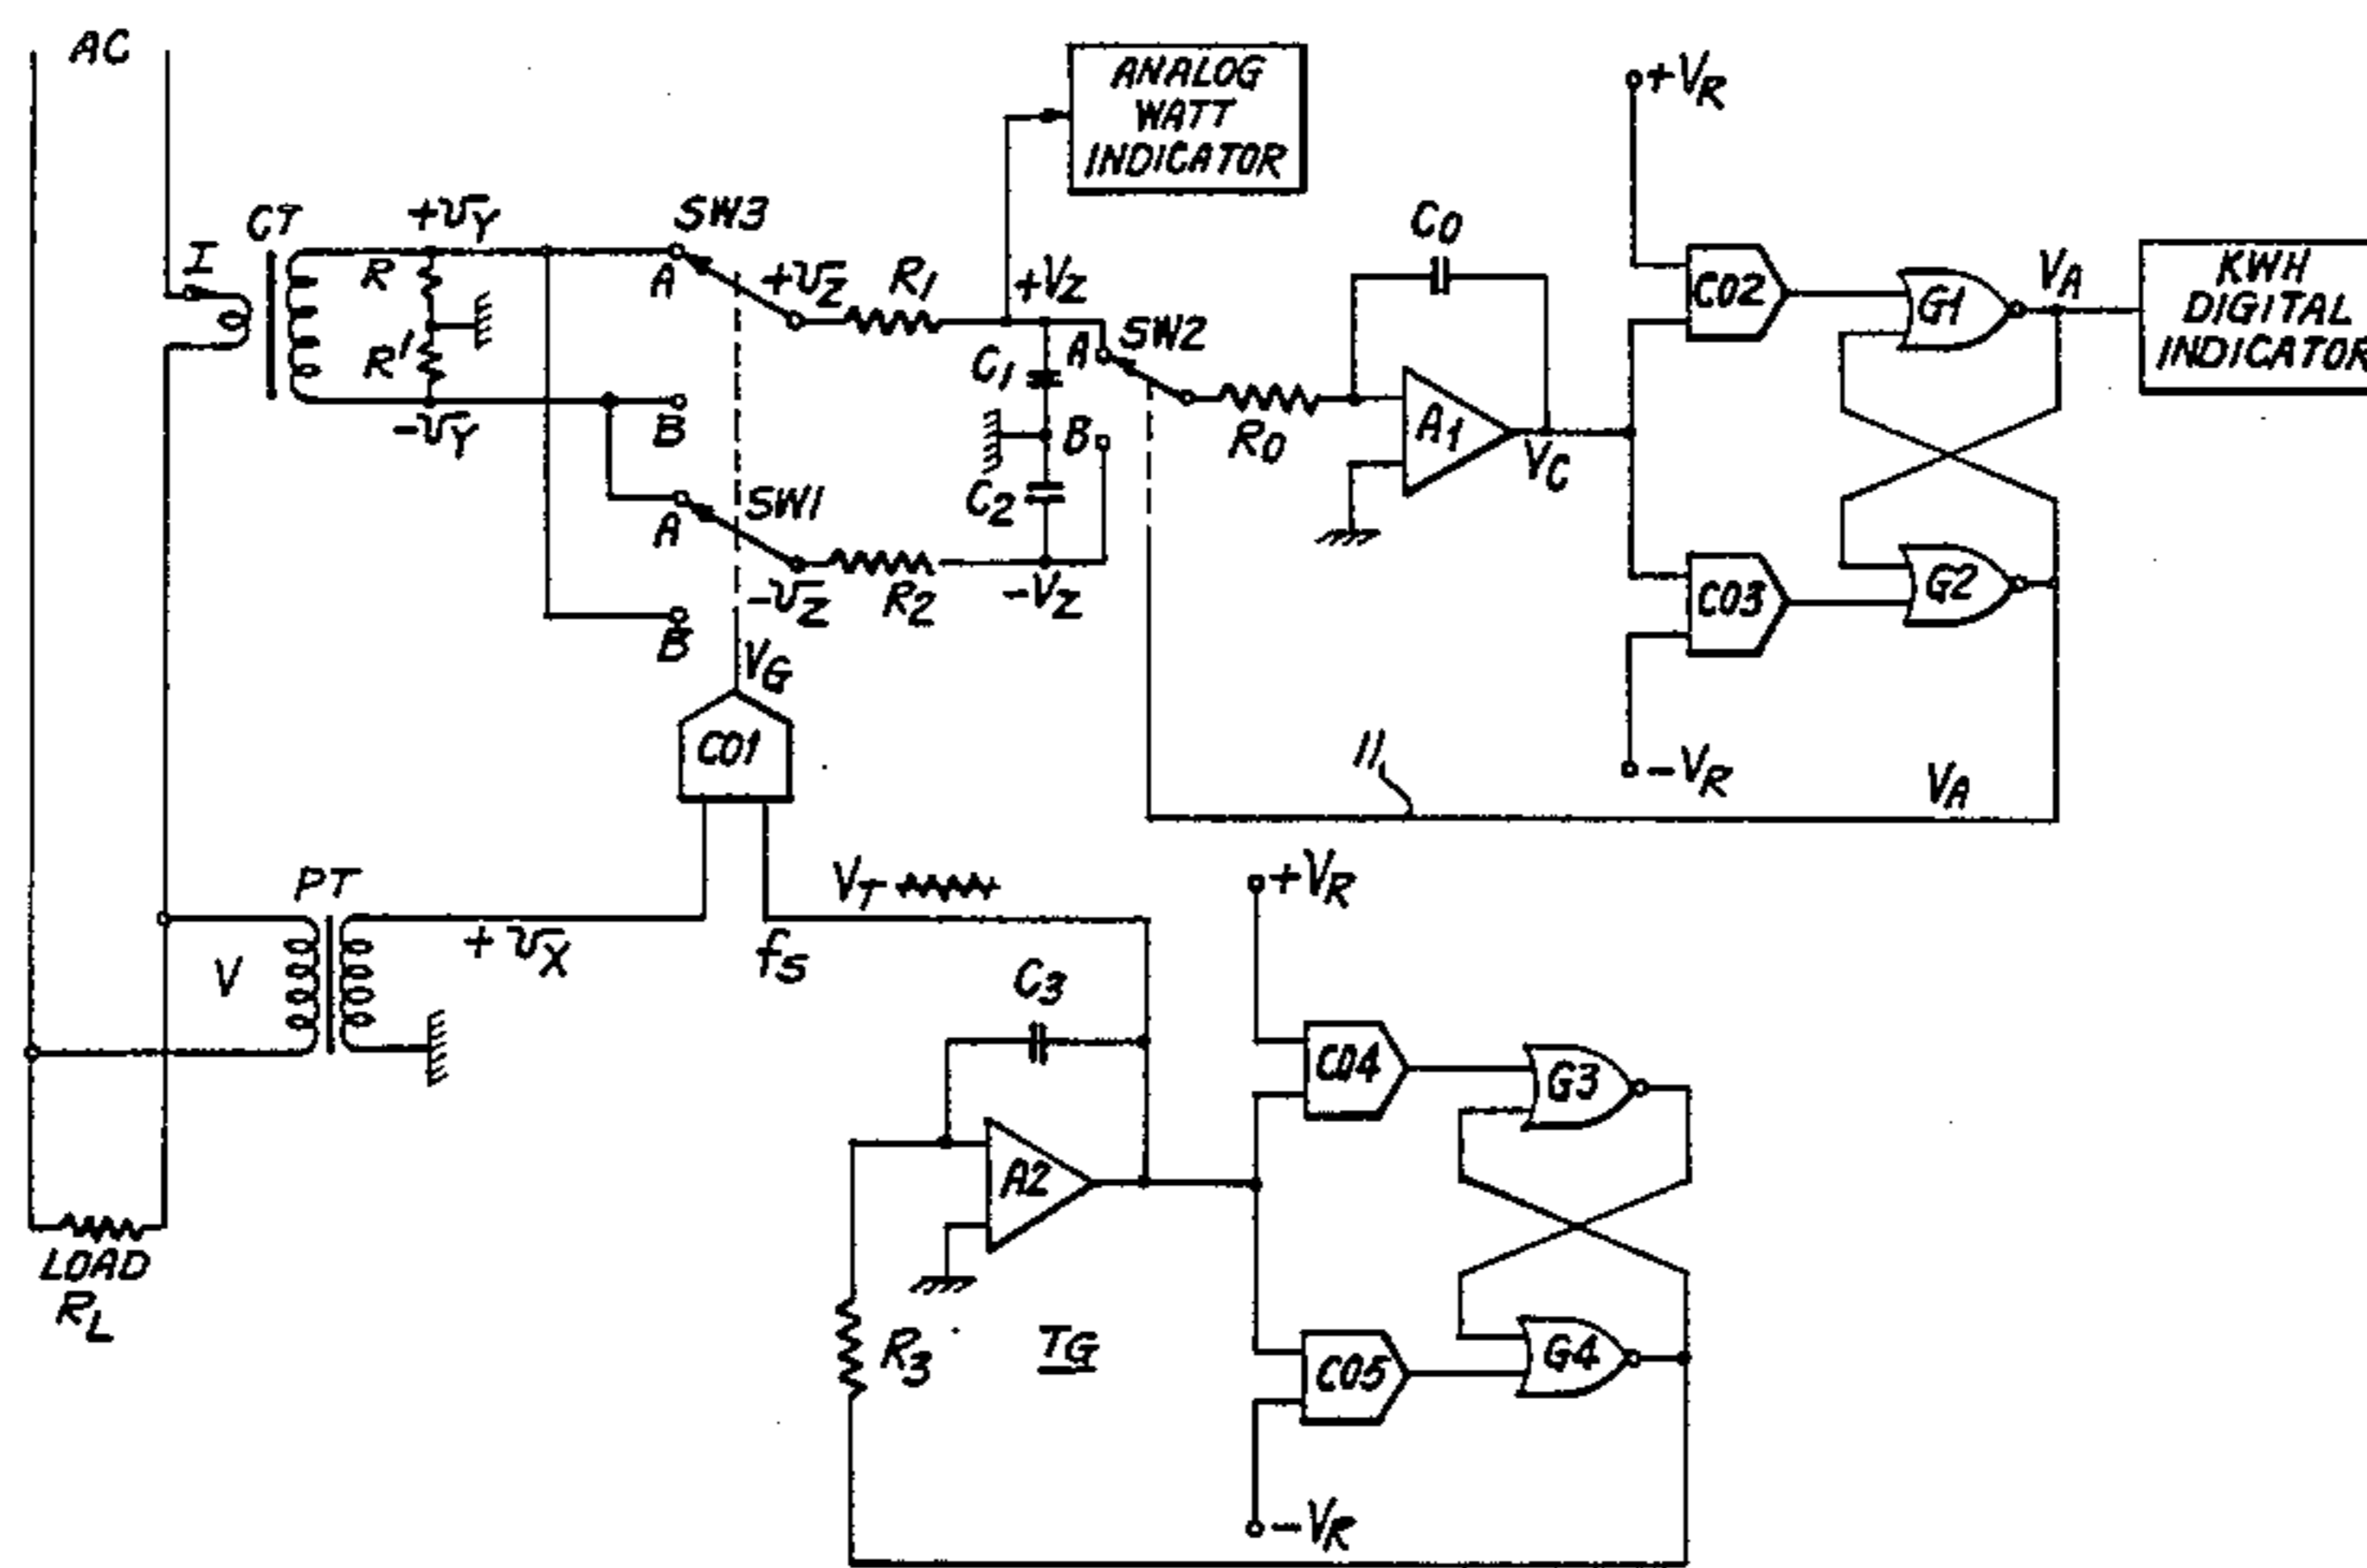 AC
ANALOG
WATT
INDICATOR
+VR
CT
I
+vY
SW3
R
A
+vZ
R1
+VZ
SW2
C0
C02
G1
VA
KWH
DIGITAL
INDICATOR
R'
C1
A
-vY
B
B
R0
A1
VC
A
SW1
C2
-vZ
R2
-VZ
C03
G2
B
VG
C01
11
-VR
VA
PT
VT
+VR
V
+vX
fS
C3
C04
G3
A2
LOAD
RL
R3
TG
C05
G4
-VR